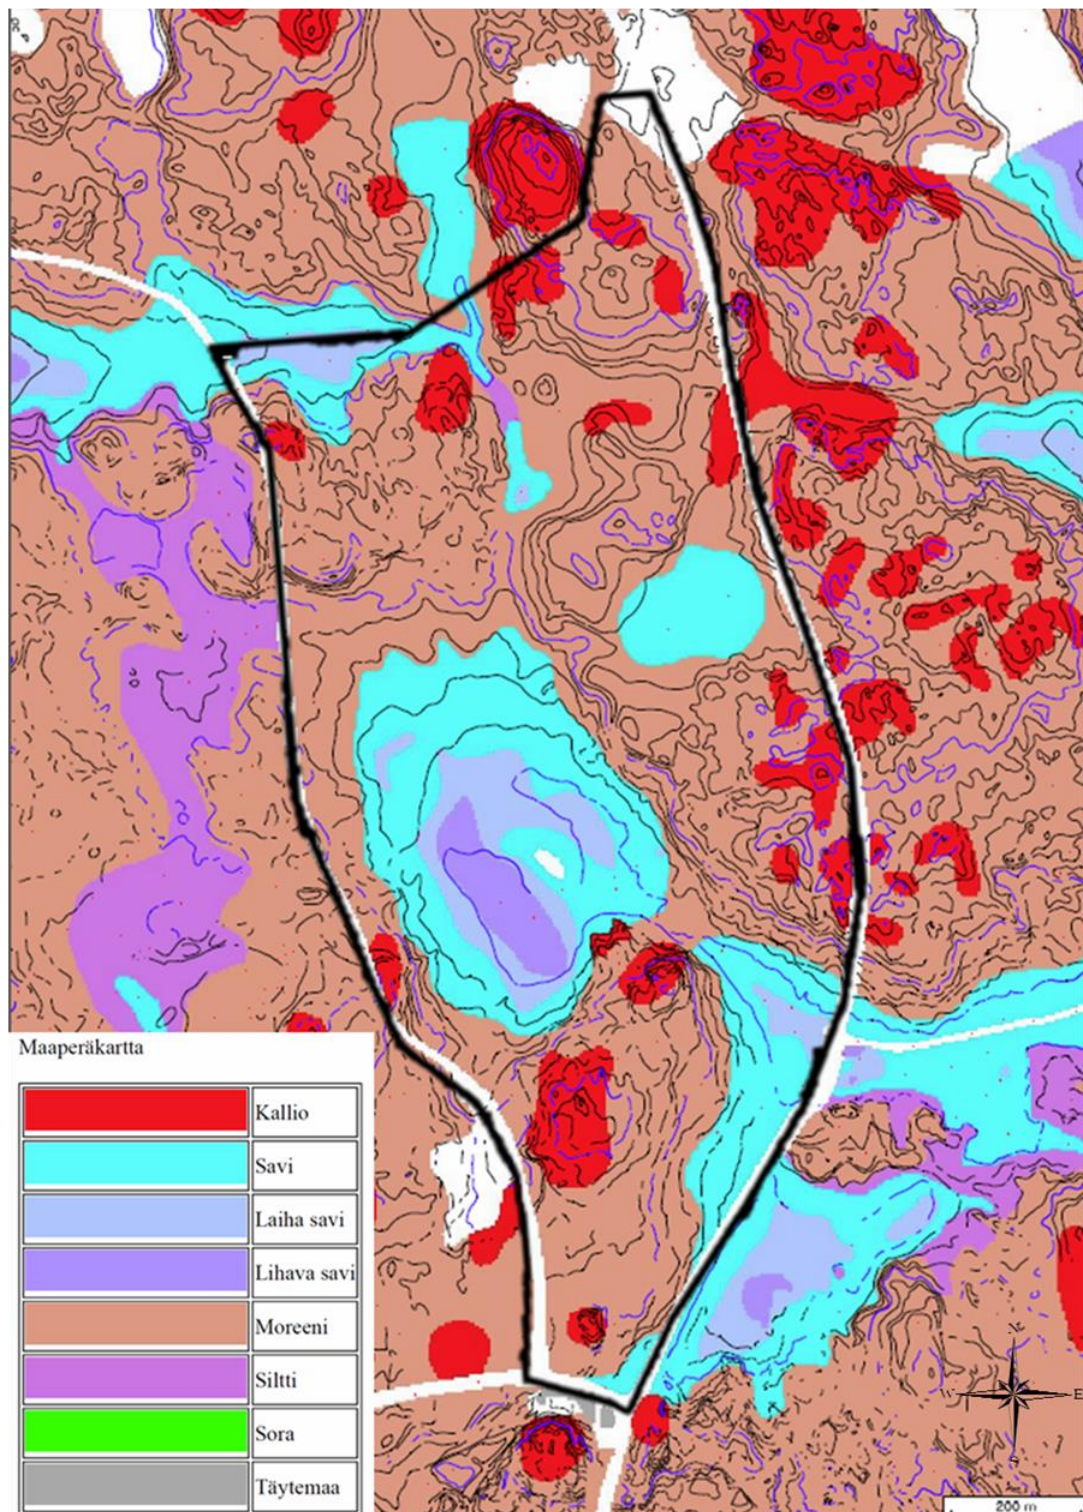 Maaperäkartta
Kallio
Savi
Laiha savi
Lihava savi
Moreeni
Siltti
Sora
Täytemaa
N
W
E
S
200 m